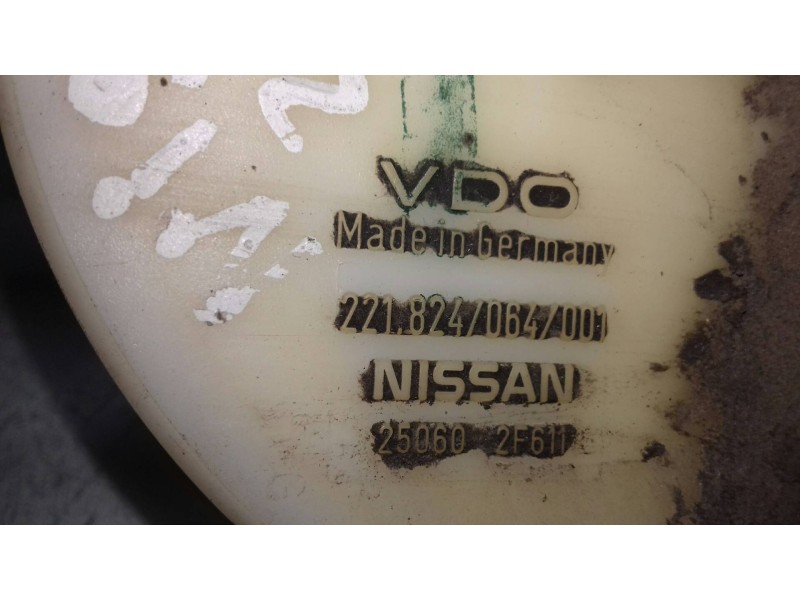 VDO
Made in Germany
221.824/064/001
NISSAN
25060 2F611